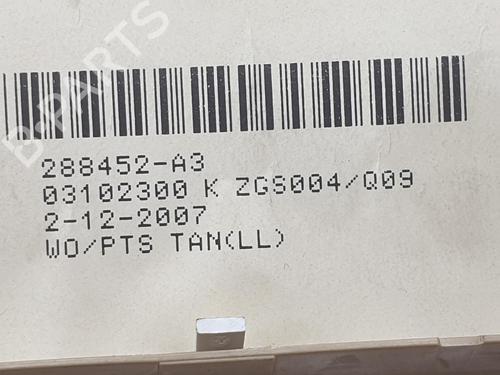 B-PARTS
288452-A3
03102300 K ZGS004/Q09
2-12-2007
WO/PTS TAN(LL)